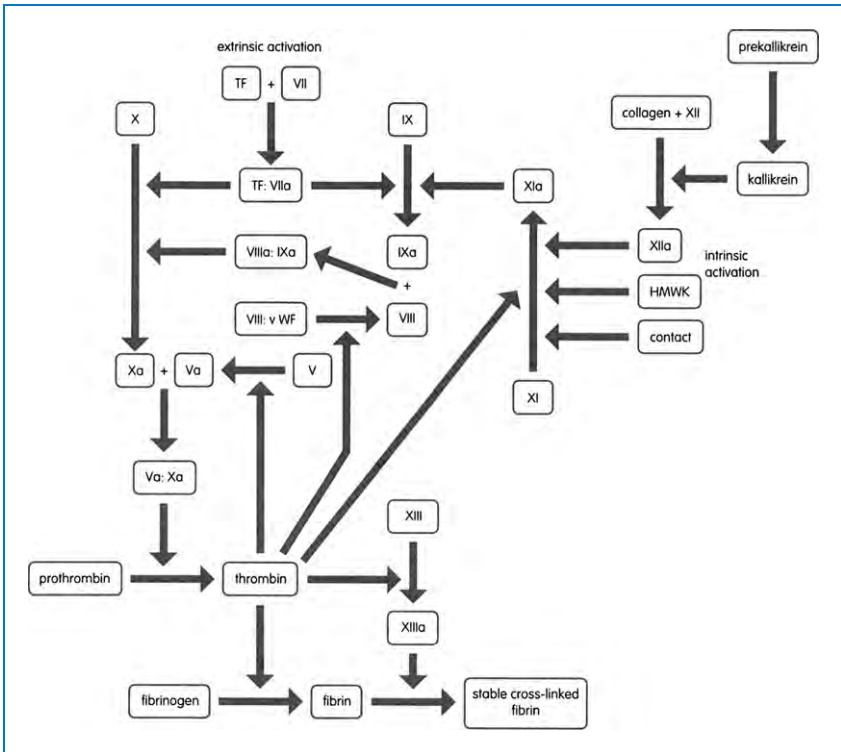 extrinsic activation
prekallikrein
TF + VII
X
IX
collagen + XII
TF: VIIa
XIa
kallikrein
VIIIa: IXa
IXa
XIIa
intrinsic
activation
+
HMWK
VIII: v WF
VIII
contact
Xa + Va
V
XI
Va: Xa
XIII
prothrombin
thrombin
XIIIa
fibrinogen
fibrin
stable cross-linked
fibrin